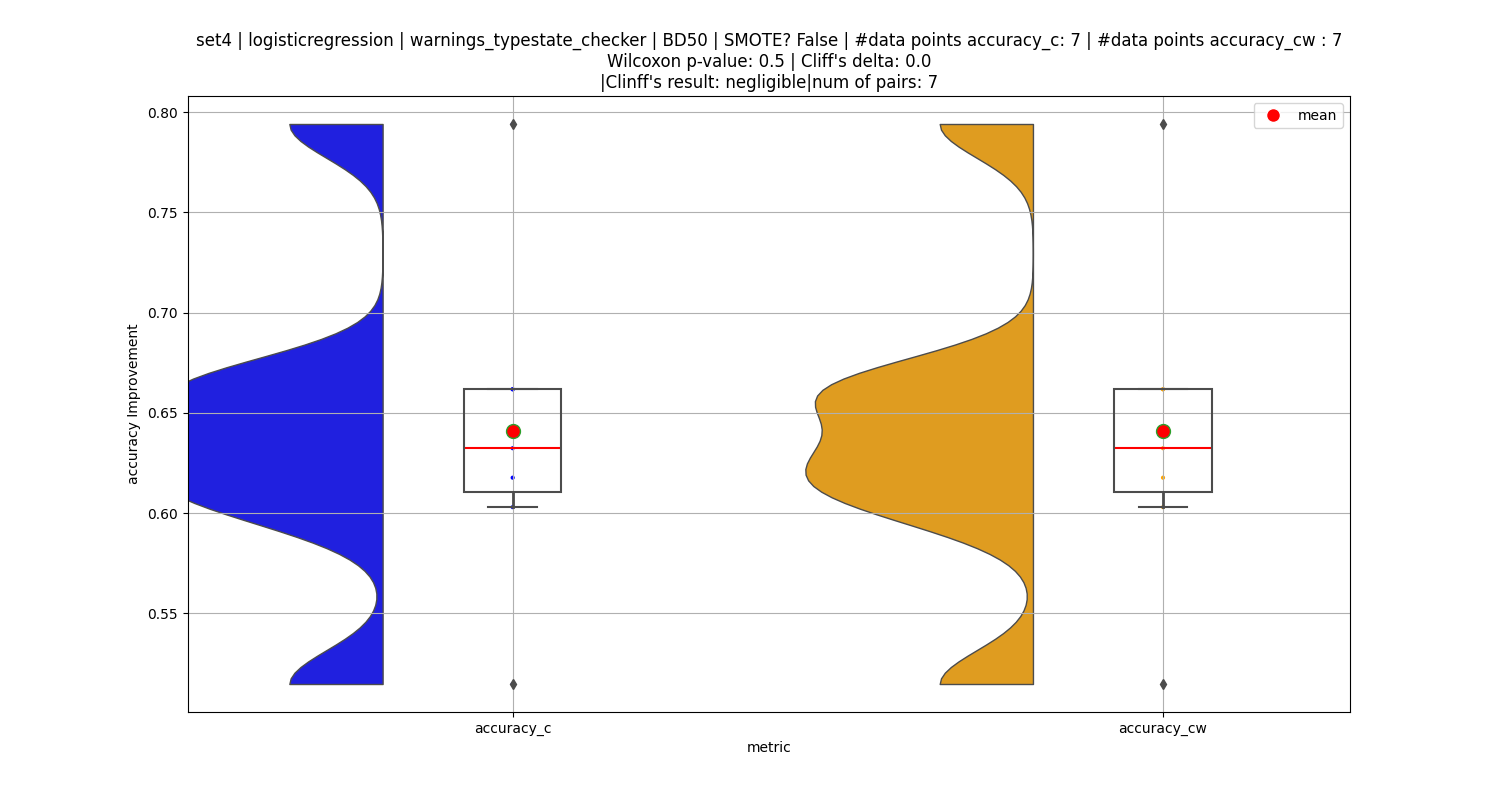 set4 | logisticregression | warnings_typestate_checker | BD50 | SMOTE? False | #data points accuracy_c: 7 | #data points accuracy_cw : 7
Wilcoxon p-value: 0.5 | Cliff's delta: 0.0
|Clinff's result: negligible|num of pairs: 7
mean
0.80
0.75
0.70
0.65
0.60
0.55
accuracy Improvement
accuracy_c
accuracy_cw
metric